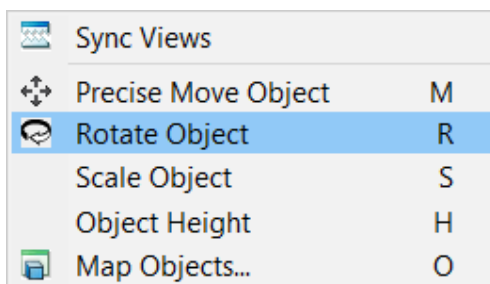 Sync Views
Precise Move Object M
Rotate Object R
Scale Object S
Object Height H
Map Objects... O